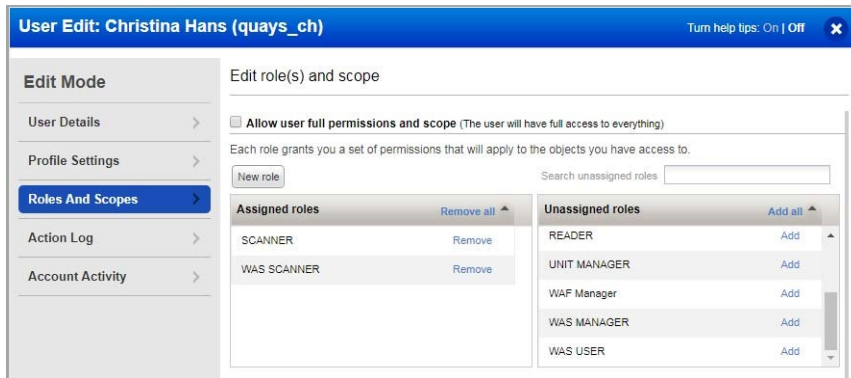 User Edit: Christina Hans (quays_ch)
Turn help tips: On | Off
Edit Mode
User Details
Profile Settings
Roles And Scopes
Action Log
Account Activity
Edit role(s) and scope
Allow user full permissions and scope (The user will have full access to everything)
Each role grants you a set of permissions that will apply to the objects you have access to.
New role
Search unassigned roles
Assigned roles Remove all
SCANNER Remove
WAS SCANNER Remove
Unassigned roles Add all
READER Add
UNIT MANAGER Add
WAF Manager Add
WAS MANAGER Add
WAS USER Add